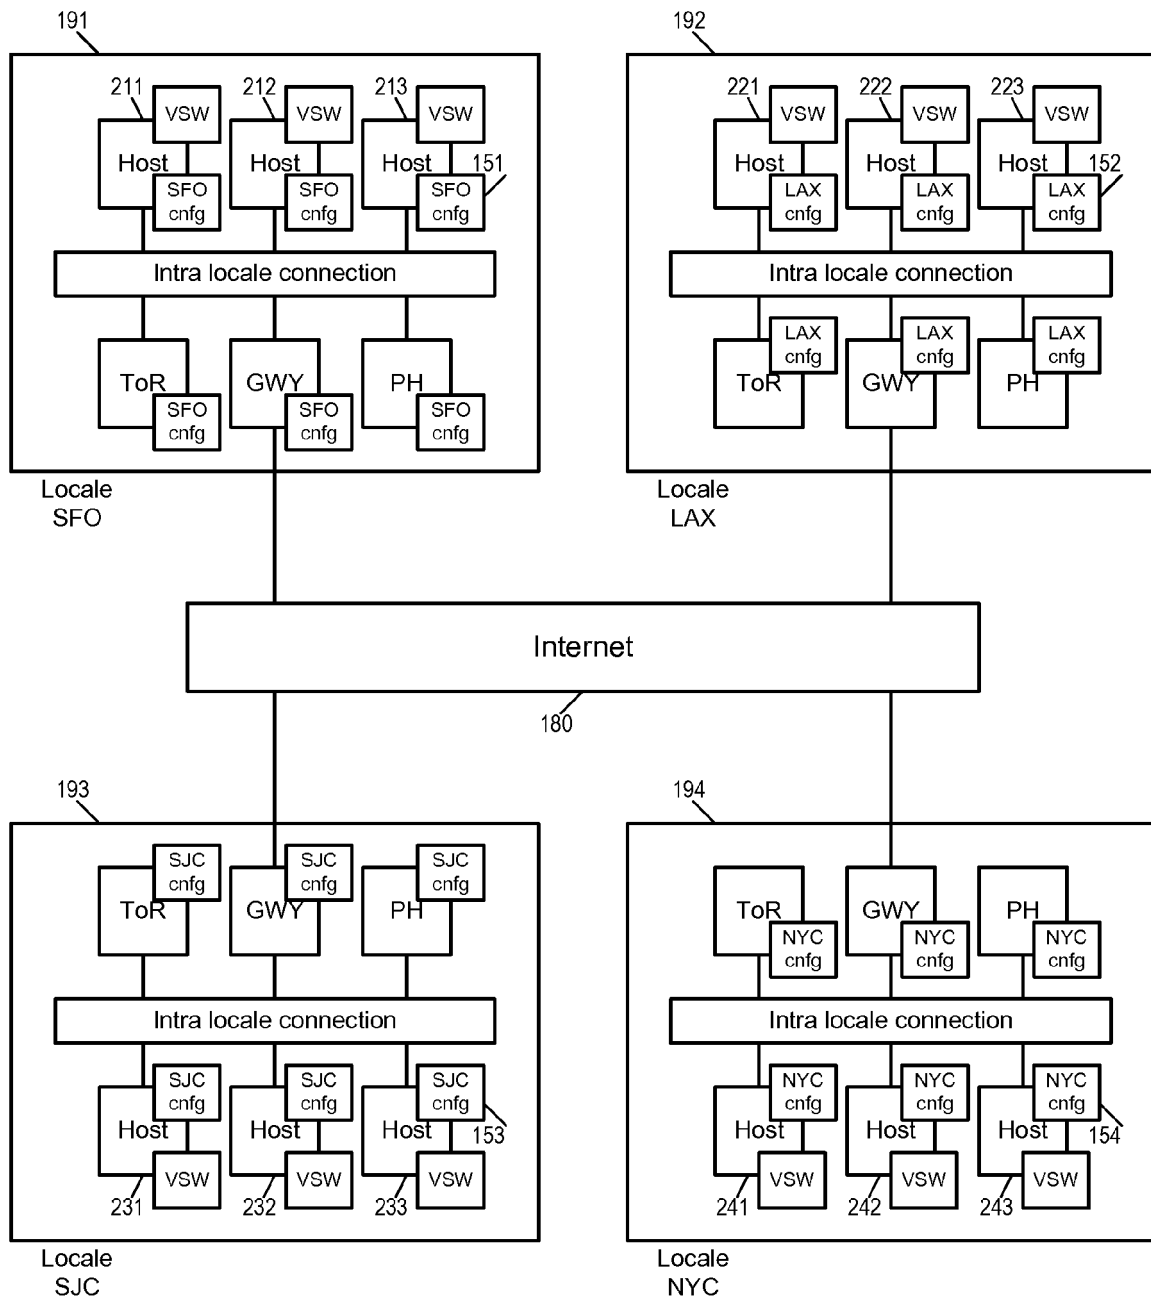 191
192
211
VSW
212
VSW
213
VSW
221
VSW
222
VSW
223
VSW
Host
Host
Host
151
Host
Host
Host
152
SFO
cnfg
SFO
cnfg
SFO
cnfg
LAX
cnfg
LAX
cnfg
LAX
cnfg
Intra locale connection
Intra locale connection
ToR
GWY
PH
SFO
cnfg
SFO
cnfg
SFO
cnfg
LAX
cnfg
LAX
cnfg
LAX
cnfg
ToR
GWY
PH
Locale
SFO
Locale
LAX
Internet
180
193
194
SJC
cnfg
SJC
cnfg
SJC
cnfg
ToR
GWY
PH
ToR
GWY
PH
NYC
cnfg
NYC
cnfg
NYC
cnfg
Intra locale connection
Intra locale connection
SJC
cnfg
SJC
cnfg
SJC
cnfg
NYC
cnfg
NYC
cnfg
NYC
cnfg
Host
Host
Host
153
Host
Host
Host
154
231
VSW
232
VSW
233
VSW
241
VSW
242
VSW
243
VSW
Locale
SJC
Locale
NYC